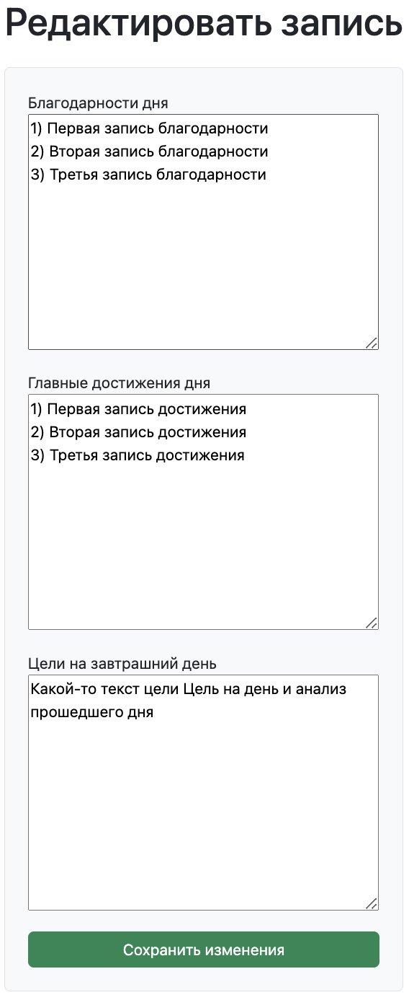 Редактировать запись
Благодарности дня
1) Первая запись благодарности
2) Вторая запись благодарности
3) Третья запись благодарности
Главные достижения дня
1) Первая запись достижения
2) Вторая запись достижения
3) Третья запись достижения
Цели на завтрашний день
Какой-то текст цели Цель на день и анализ
прошедшего дня
Сохранить изменения